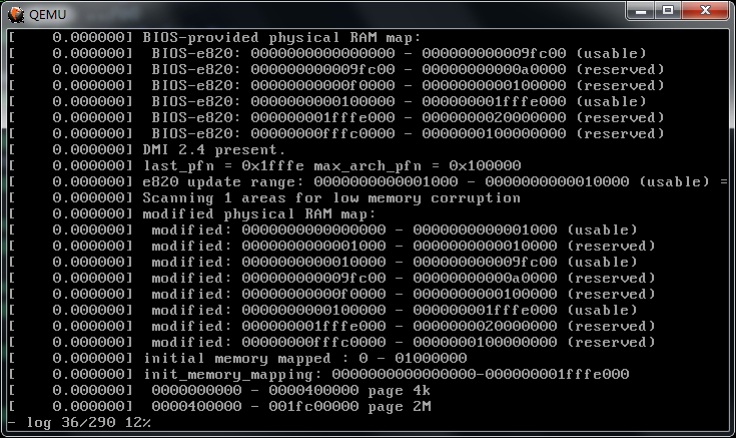 QEMU
[    0.000000] BIOS-provided physical RAM map:
[    0.000000]  BIOS-e820: 0000000000000000 - 000000000009fc00 (usable)
[    0.000000]  BIOS-e820: 000000000009fc00 - 00000000000a0000 (reserved)
[    0.000000]  BIOS-e820: 00000000000f0000 - 0000000000100000 (reserved)
[    0.000000]  BIOS-e820: 0000000000100000 - 000000001fffe000 (usable)
[    0.000000]  BIOS-e820: 000000001fffe000 - 0000000020000000 (reserved)
[    0.000000]  BIOS-e820: 00000000fffc0000 - 0000000100000000 (reserved)
[    0.000000] DMI 2.4 present.
[    0.000000] last_pfn = 0x1fffe max_arch_pfn = 0x100000
[    0.000000] e820 update range: 0000000000001000 - 0000000000010000 (usable) =
[    0.000000] Scanning 1 areas for low memory corruption
[    0.000000] modified physical RAM map:
[    0.000000]  modified: 0000000000000000 - 0000000000001000 (usable)
[    0.000000]  modified: 0000000000001000 - 0000000000010000 (reserved)
[    0.000000]  modified: 0000000000010000 - 000000000009fc00 (usable)
[    0.000000]  modified: 000000000009fc00 - 00000000000a0000 (reserved)
[    0.000000]  modified: 00000000000f0000 - 0000000000100000 (reserved)
[    0.000000]  modified: 0000000000100000 - 000000001fffe000 (usable)
[    0.000000]  modified: 000000001fffe000 - 0000000020000000 (reserved)
[    0.000000]  modified: 00000000fffc0000 - 0000000100000000 (reserved)
[    0.000000] initial memory mapped : 0 - 01000000
[    0.000000] init_memory_mapping: 0000000000000000-000000001fffe000
[    0.000000]  0000000000 - 0000400000 page 4k
[    0.000000]  0000400000 - 001fc00000 page 2M
- log 36/290 12%